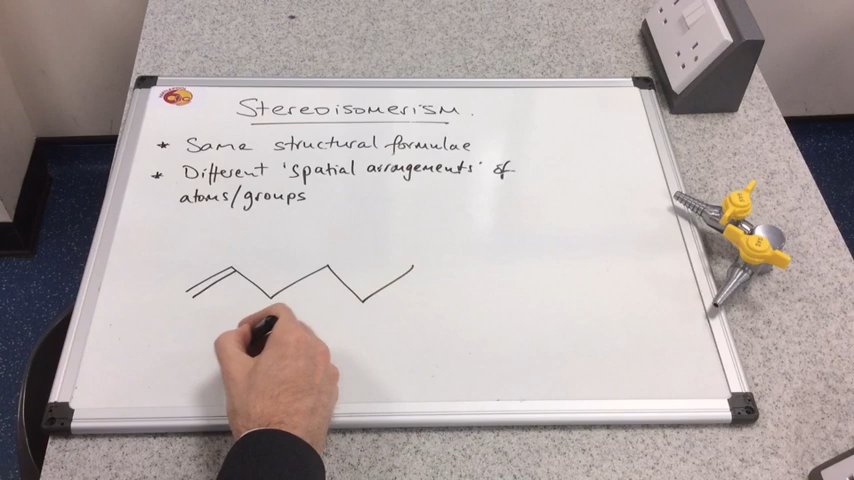 Stereoisomerism.
* Same structural formulae
* Different 'spatial arrangements' of
atoms/groups